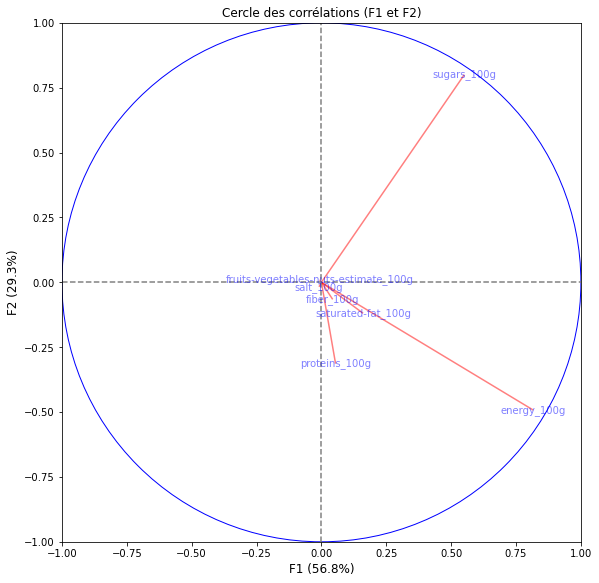 Cercle des corrélations (F1 et F2)
1.00
sugars_100g
0.75
0.50
0.25
fruits-vegetables-nuts-estimate_100g
0.00
salt_100g
fiber_100g
saturated-fat_100g
−0.25
proteins_100g
energy_100g
−0.50
−0.75
−1.00
F2 (29.3%)
−1.00 −0.75 −0.50 −0.25 0.00 0.25 0.50 0.75 1.00
F1 (56.8%)